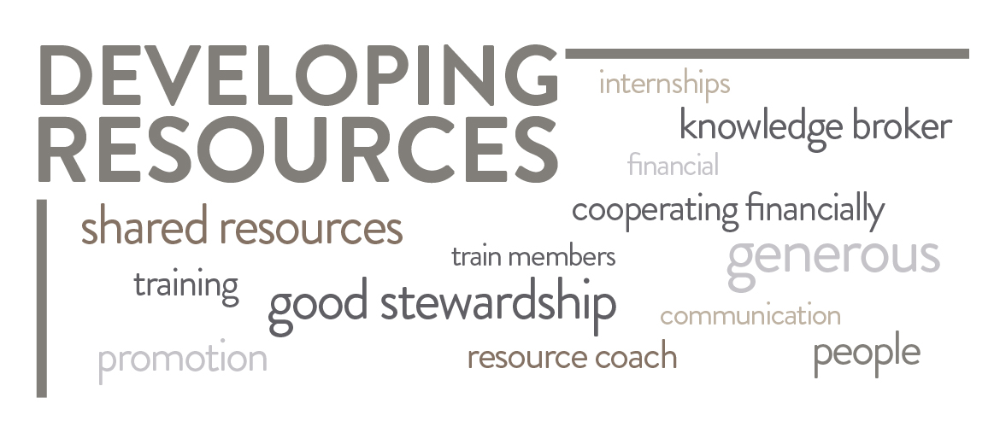 DEVELOPING
RESOURCES
internships
knowledge broker
financial
cooperating financially
shared resources
train members
generous
training
good stewardship
communication
promotion
resource coach
people